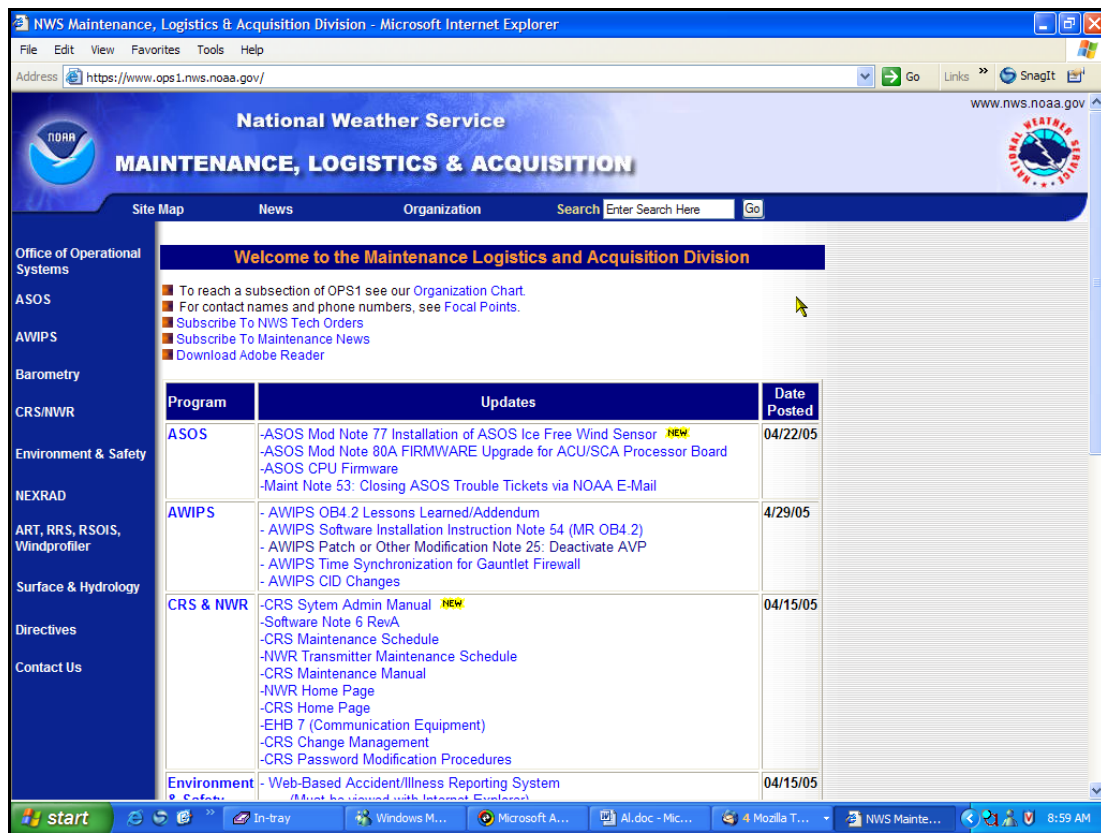 NWS Maintenance, Logistics & Acquisition Division - Microsoft Internet Explorer
File Edit View Favorites Tools Help
Address https://www.ops1.nws.noaa.gov/ Go Links » SnagIt
www.nws.noaa.gov
NOAA
National Weather Service
MAINTENANCE, LOGISTICS & ACQUISITION
NATIONAL WEATHER SERVICE
Site Map News Organization Search Enter Search Here Go
Office of Operational
Systems
ASOS
AWIPS
Barometry
CRS/NWR
Environment & Safety
NEXRAD
ART, RRS, RSOIS,
Windprofiler
Surface & Hydrology
Directives
Contact Us
Welcome to the Maintenance Logistics and Acquisition Division
To reach a subsection of OPS1 see our Organization Chart.
For contact names and phone numbers, see Focal Points.
Subscribe To NWS Tech Orders
Subscribe To Maintenance News
Download Adobe Reader
Program Updates Date
Posted
ASOS -ASOS Mod Note 77 Installation of ASOS Ice Free Wind Sensor NEW 04/22/05
-ASOS Mod Note 80A FIRMWARE Upgrade for ACU/SCA Processor Board
-ASOS CPU Firmware
-Maint Note 53: Closing ASOS Trouble Tickets via NOAA E-Mail
AWIPS - AWIPS OB4.2 Lessons Learned/Addendum 4/29/05
- AWIPS Software Installation Instruction Note 54 (MR OB4.2)
- AWIPS Patch or Other Modification Note 25: Deactivate AVP
- AWIPS Time Synchronization for Gauntlet Firewall
- AWIPS CID Changes
CRS & NWR -CRS Sytem Admin Manual NEW 04/15/05
-Software Note 6 RevA
-CRS Maintenance Schedule
-NWR Transmitter Maintenance Schedule
-CRS Maintenance Manual
-NWR Home Page
-CRS Home Page
-EHB 7 (Communication Equipment)
-CRS Change Management
-CRS Password Modification Procedures
Environment - Web-Based Accident/Illness Reporting System 04/15/05
& Safety (Must be viewed with Internet Explorer)
start » In-tray Windows M... Microsoft A... Al.doc - Mic... 4 Mozilla T... NWS Mainte... 8:59 AM